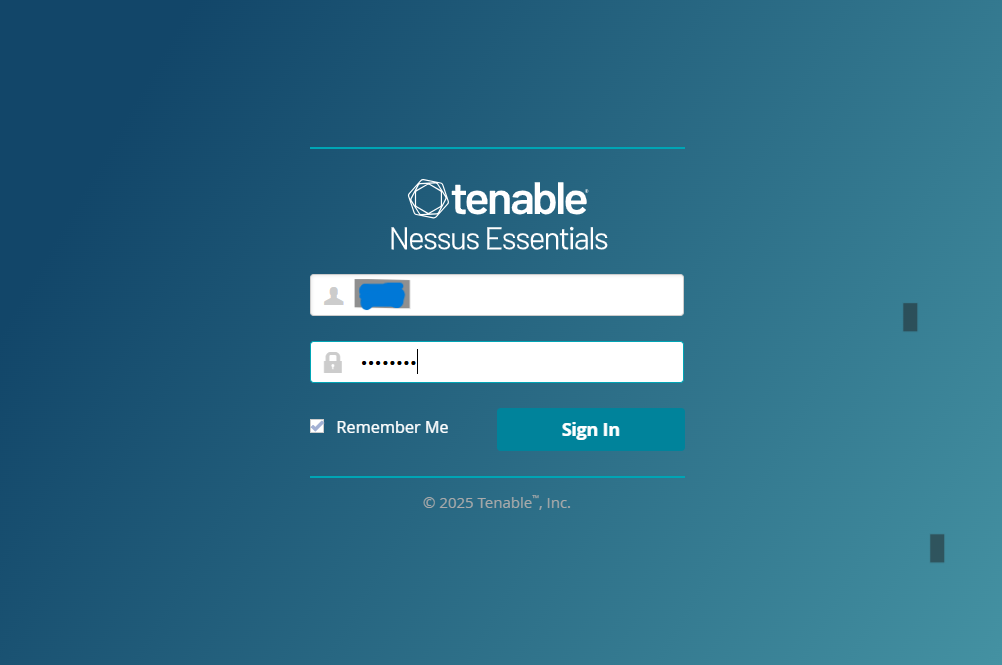 tenable®
Nessus Essentials
••••••••
Remember Me
Sign In
© 2025 Tenable™, Inc.